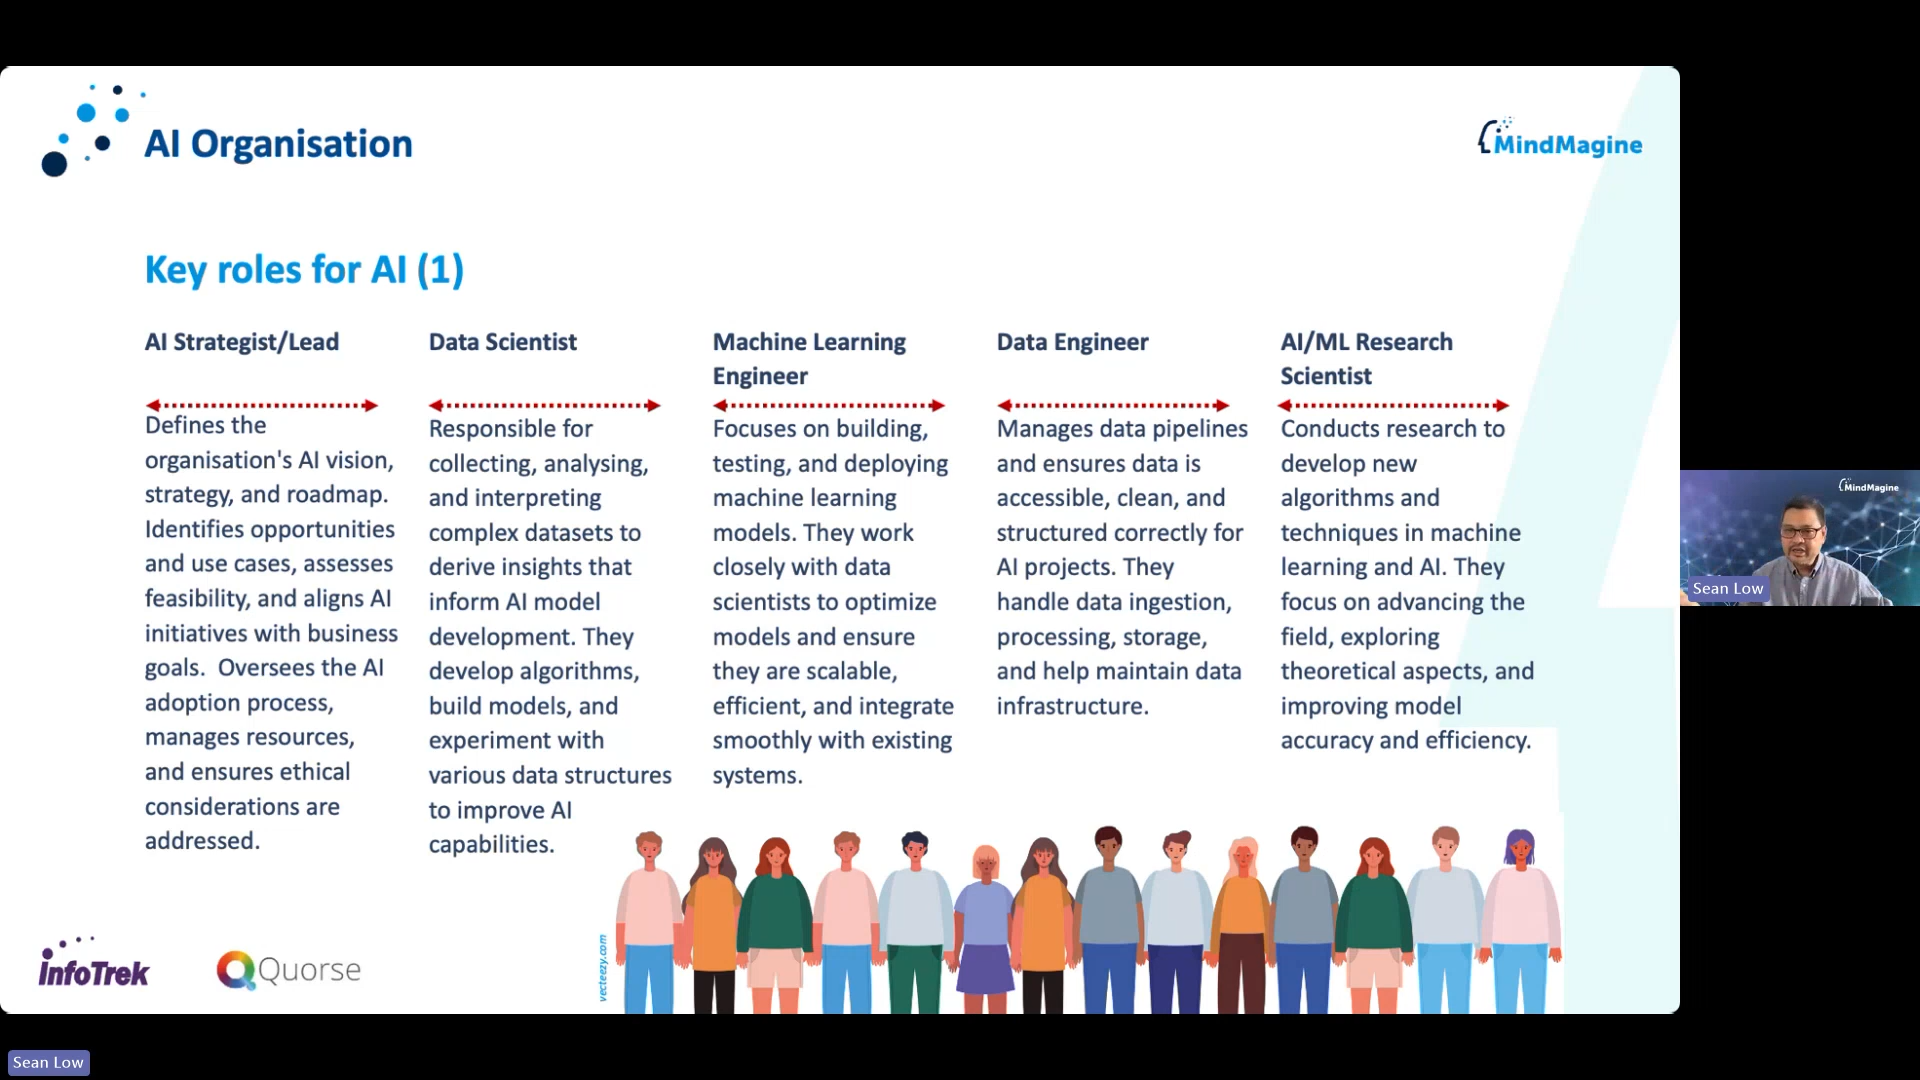 AI Organisation
MindMagine
Key roles for AI (1)
AI Strategist/Lead
Defines the
organisation's AI vision,
strategy, and roadmap.
Identifies opportunities
and use cases, assesses
feasibility, and aligns AI
initiatives with business
goals.  Oversees the AI
adoption process,
manages resources,
and ensures ethical
considerations are
addressed.
Data Scientist
Responsible for
collecting, analysing,
and interpreting
complex datasets to
derive insights that
inform AI model
development. They
develop algorithms,
build models, and
experiment with
various data structures
to improve AI
capabilities.
Machine Learning
Engineer
Focuses on building,
testing, and deploying
machine learning
models. They work
closely with data
scientists to optimize
models and ensure
they are scalable,
efficient, and integrate
smoothly with existing
systems.
Data Engineer
Manages data pipelines
and ensures data is
accessible, clean, and
structured correctly for
AI projects. They
handle data ingestion,
processing, storage,
and help maintain data
infrastructure.
AI/ML Research
Scientist
Conducts research to
develop new
algorithms and
techniques in machine
learning and AI. They
focus on advancing the
field, exploring
theoretical aspects, and
improving model
accuracy and efficiency.
MindMagine
Sean Low
vecteezy.com
infoTrek
Quorse
Sean Low